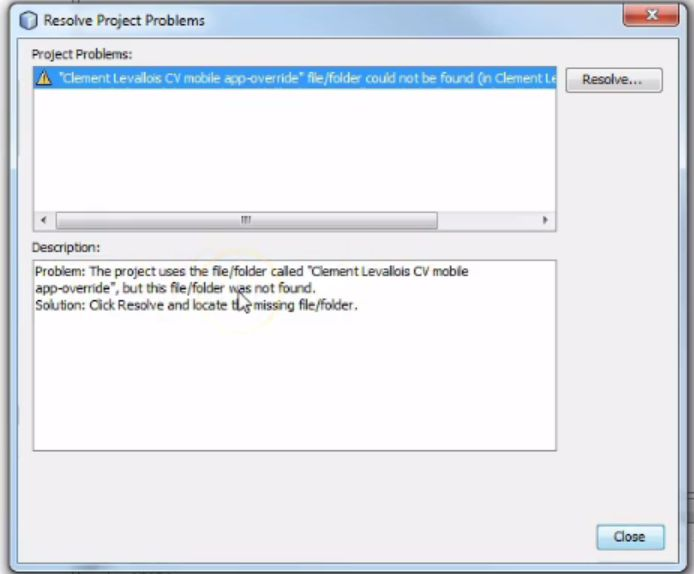 Resolve Project Problems
Project Problems:
"Clement Levallois CV mobile app-override" file/folder could not be found (in Clement Le
Resolve...
Description:
Problem: The project uses the file/folder called "Clement Levallois CV mobile
app-override", but this file/folder was not found.
Solution: Click Resolve and locate the missing file/folder.
Close